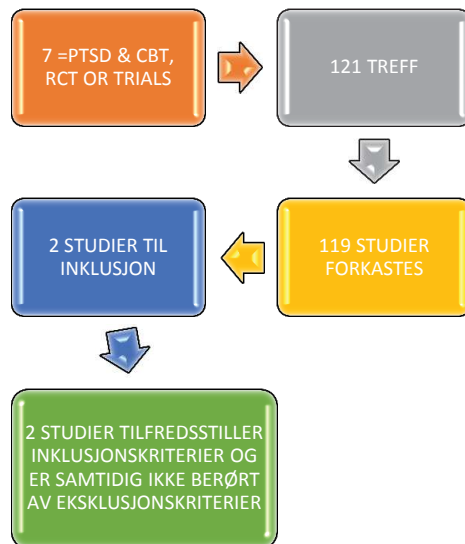 7 =PTSD & CBT,
RCT OR TRIALS
121 TREFF
119 STUDIER
FORKASTES
2 STUDIER TIL
INKLUSJON
2 STUDIER TILFREDSSTILLER
INKLUSJONSKRITERIER OG
ER SAMTIDIG IKKE BERØRT
AV EKSKLUSJONSKRITERIER